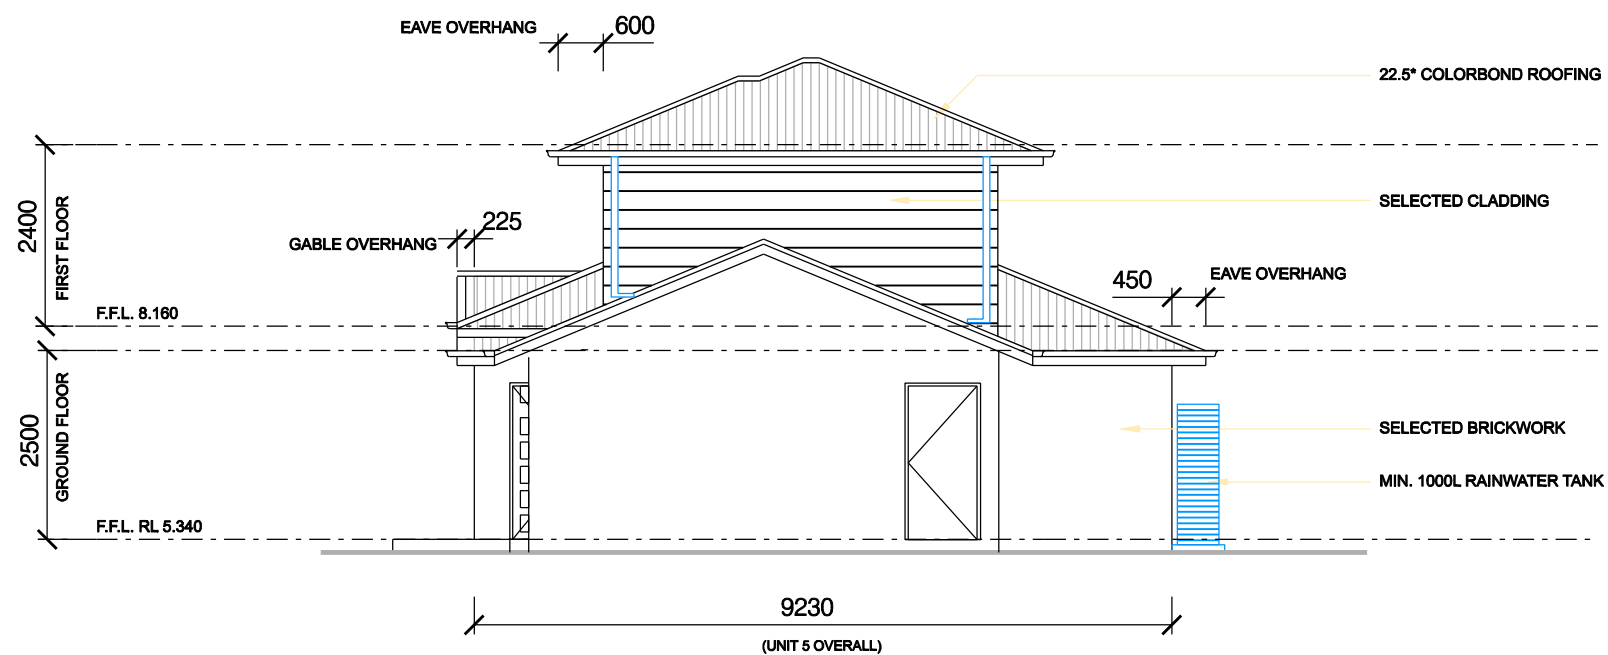 EAVE OVERHANG
600
22.5* COLORBOND ROOFING
2400
FIRST FLOOR
SELECTED CLADDING
225
GABLE OVERHANG
450
EAVE OVERHANG
F.F.L. 8.160
2500
GROUND FLOOR
SELECTED BRICKWORK
MIN. 1000L RAINWATER TANK
F.F.L. RL 5.340
9230
(UNIT 5 OVERALL)